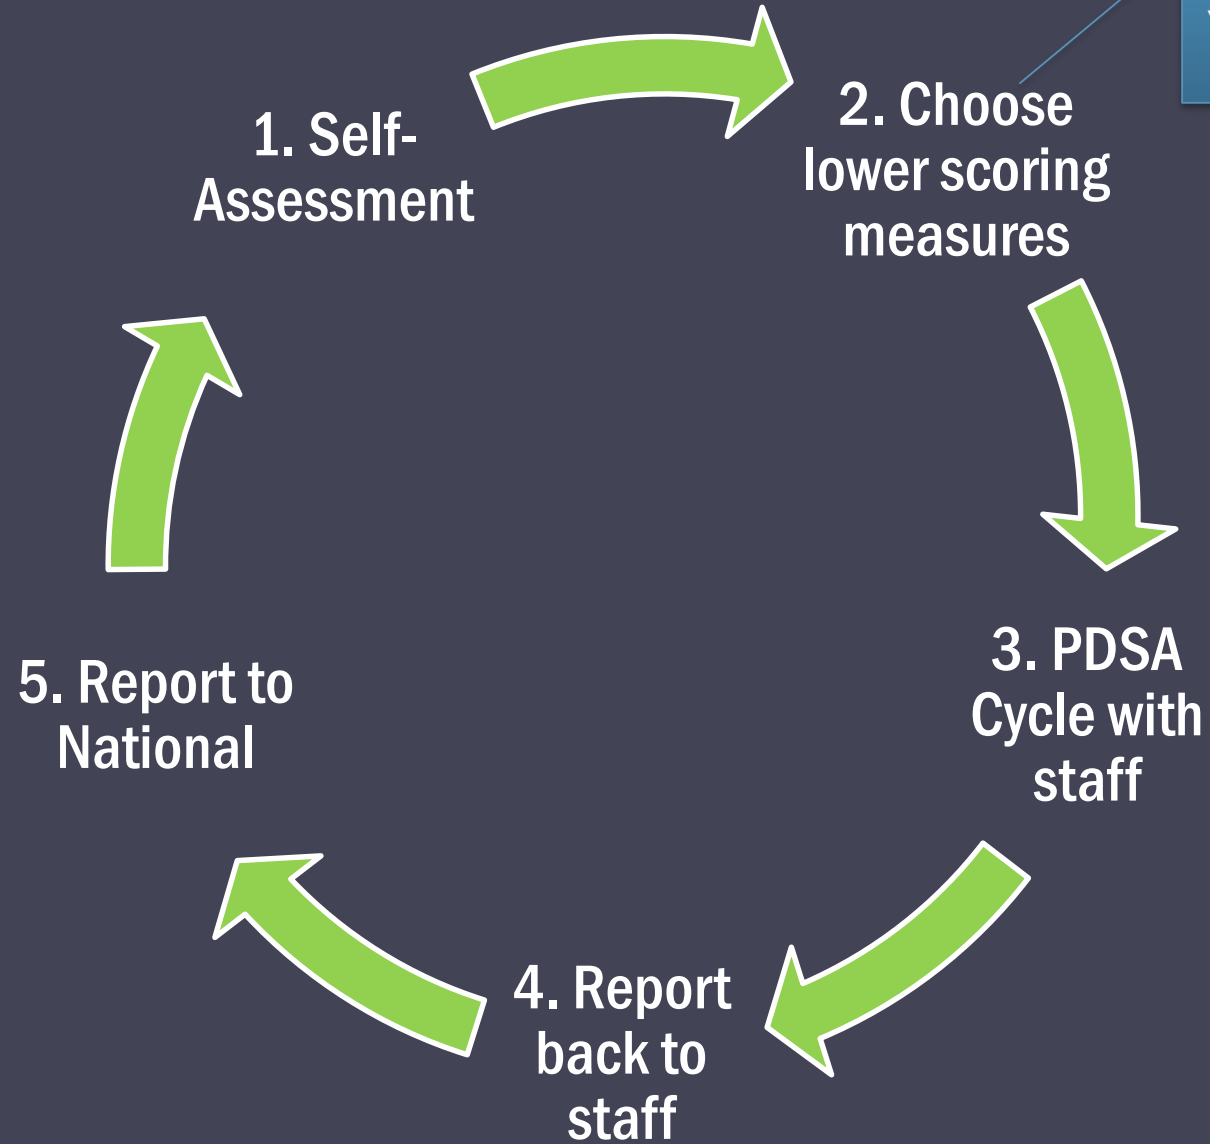 1. Self-
Assessment
2. Choose
lower scoring
measures
3. PDSA
Cycle with
staff
4. Report
back to
staff
5. Report to
National